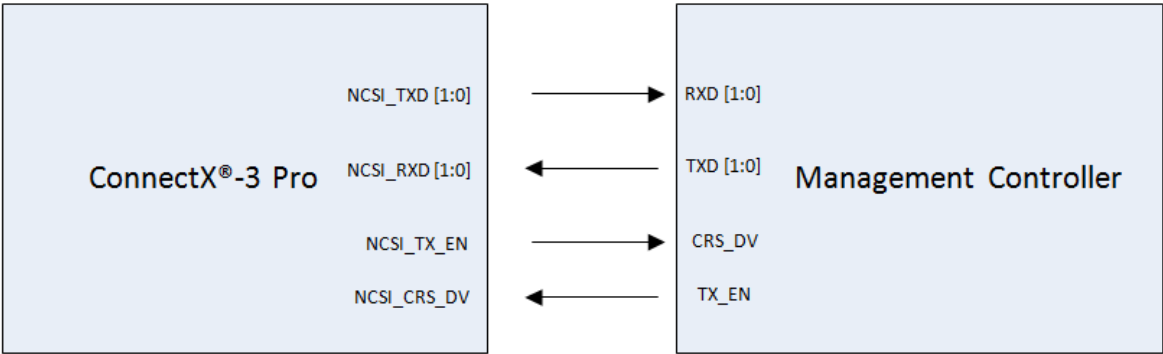 NCSI_TXD [1:0] RXD [1:0]
ConnectX®-3 Pro NCSI_RXD [1:0] TXD [1:0] Management Controller
NCSI_TX_EN CRS_DV
NCSI_CRS_DV TX_EN